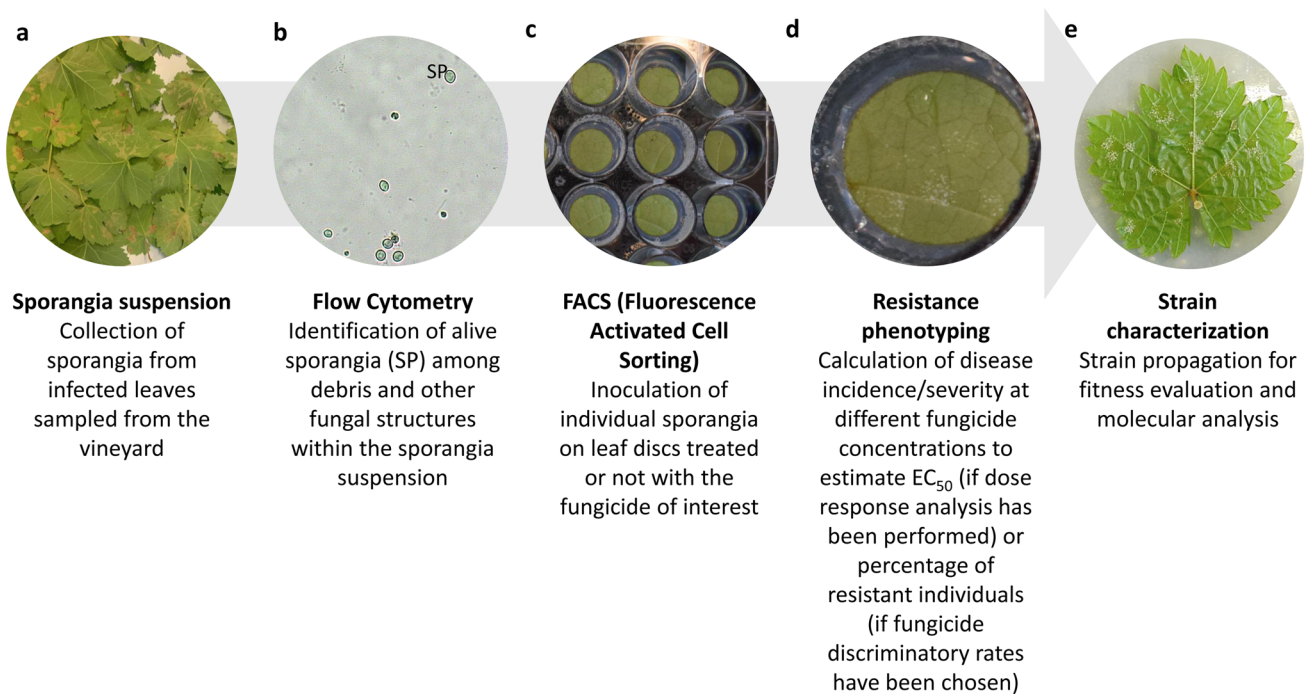 a
b
c
d
e
SP
Sporangia suspension
Collection of
sporangia from
infected leaves
sampled from the
vineyard
Flow Cytometry
Identification of alive
sporangia (SP) among
debris and other
fungal structures
within the sporangia
suspension
FACS (Fluorescence
Activated Cell
Sorting)
Inoculation of
individual sporangia
on leaf discs treated
or not with the
fungicide of interest
Resistance
phenotyping
Calculation of disease
incidence/severity at
different fungicide
concentrations to
estimate EC50 (if dose
response analysis has
been performed) or
percentage of
resistant individuals
(if fungicide
discriminatory rates
have been chosen)
Strain
characterization
Strain propagation for
fitness evaluation and
molecular analysis